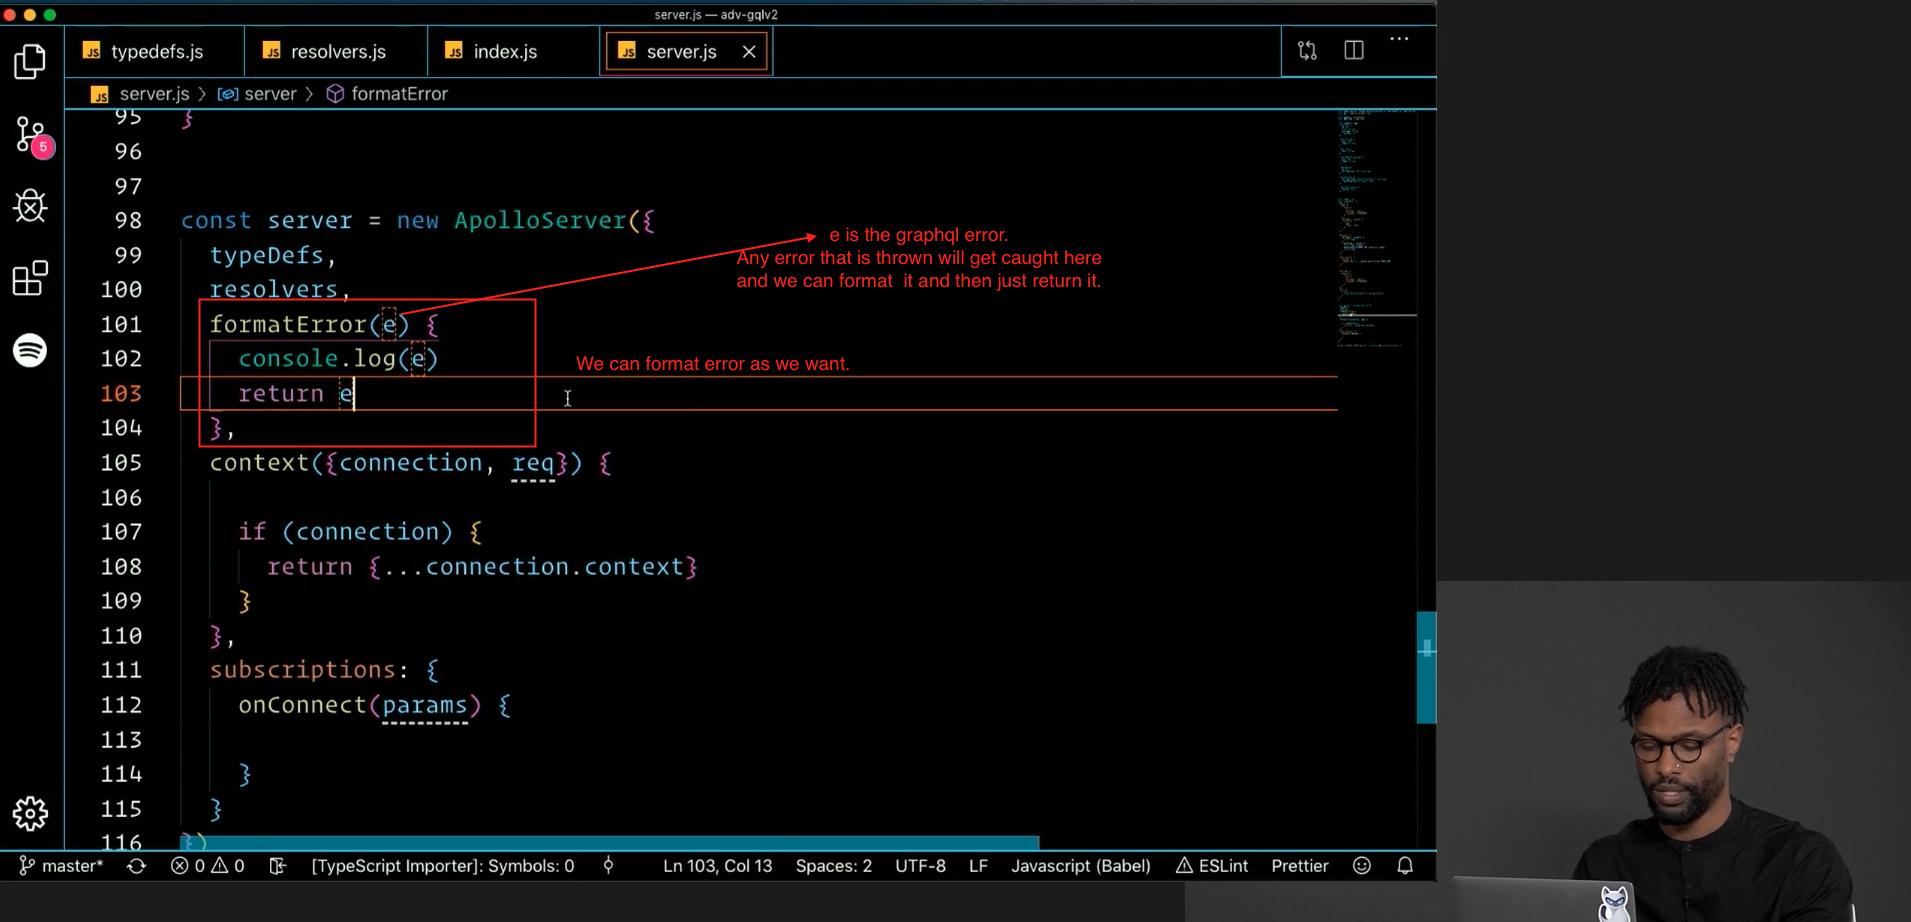 server.js — adv-gqlv2
JS typedefs.js JS resolvers.js JS index.js JS server.js
JS server.js > server > formatError
5
95 }
96
97
98 const server = new ApolloServer({
99 typeDefs,
100 resolvers,
101 formatError(e) {
102 console.log(e)
103 return e
104 },
105 context({connection, req}) {
106
107 if (connection) {
108 return {...connection.context}
109 }
110 },
111 subscriptions: {
112 onConnect(params) {
113
114 }
115 }
116 })
e is the graphql error.
Any error that is thrown will get caught here
and we can format it and then just return it.
We can format error as we want.
master* 0 0 [TypeScript Importer]: Symbols: 0 Ln 103, Col 13 Spaces: 2 UTF-8 LF Javascript (Babel) ESLint Prettier